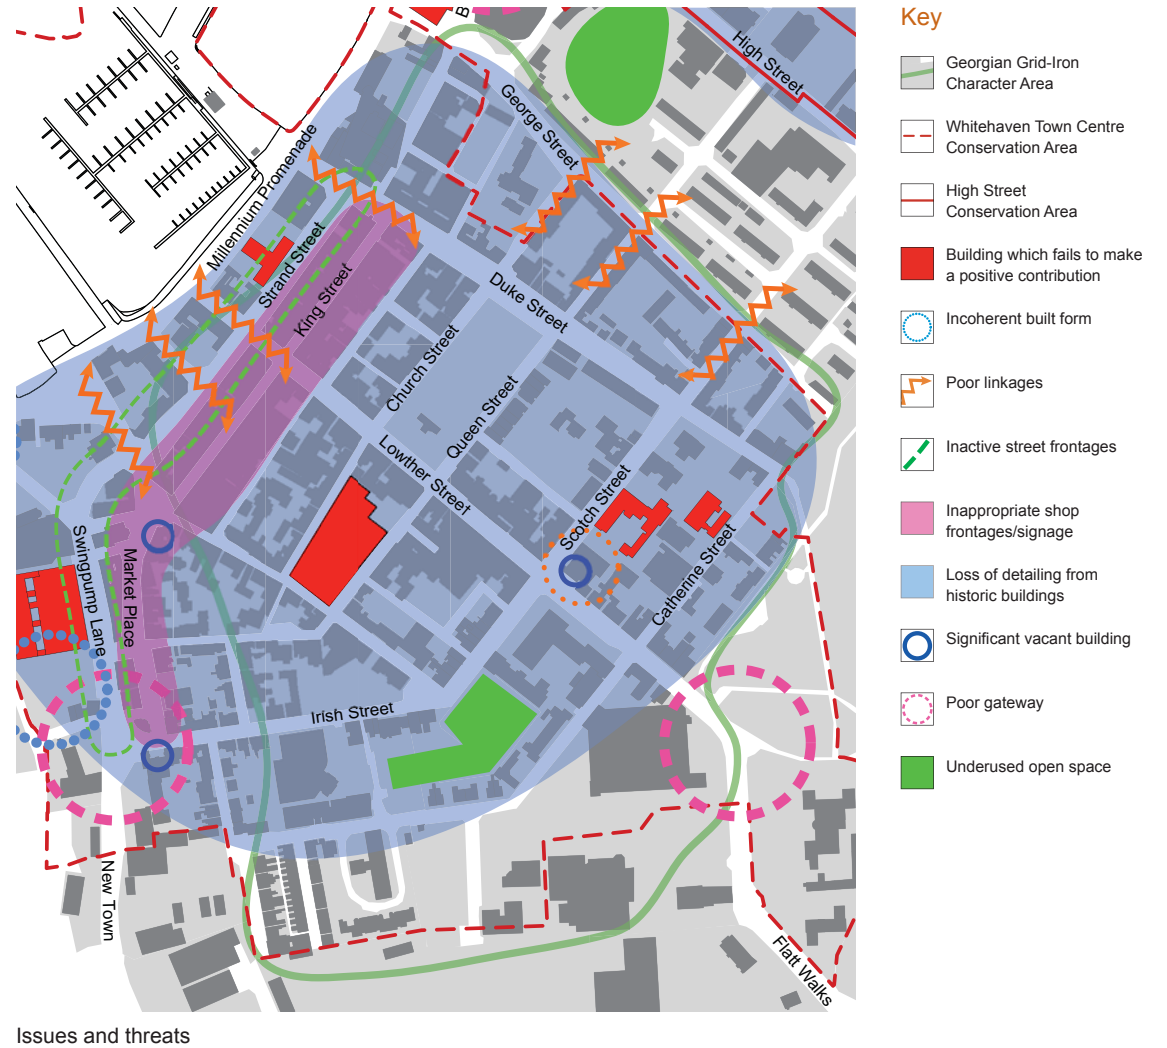 B
High Street
George Street
Millennium Promenade
Strand Street
King Street
Duke Street
Church Street
Queen Street
Lowther Street
Scotch Street
Catherine Street
Swingpump Lane
Market Place
Irish Street
New Town
Flatt Walks
Issues and threats
Key
Georgian Grid-Iron
Character Area
Whitehaven Town Centre
Conservation Area
High Street
Conservation Area
Building which fails to make
a positive contribution
Incoherent built form
Poor linkages
Inactive street frontages
Inappropriate shop
frontages/signage
Loss of detailing from
historic buildings
Significant vacant building
Poor gateway
Underused open space